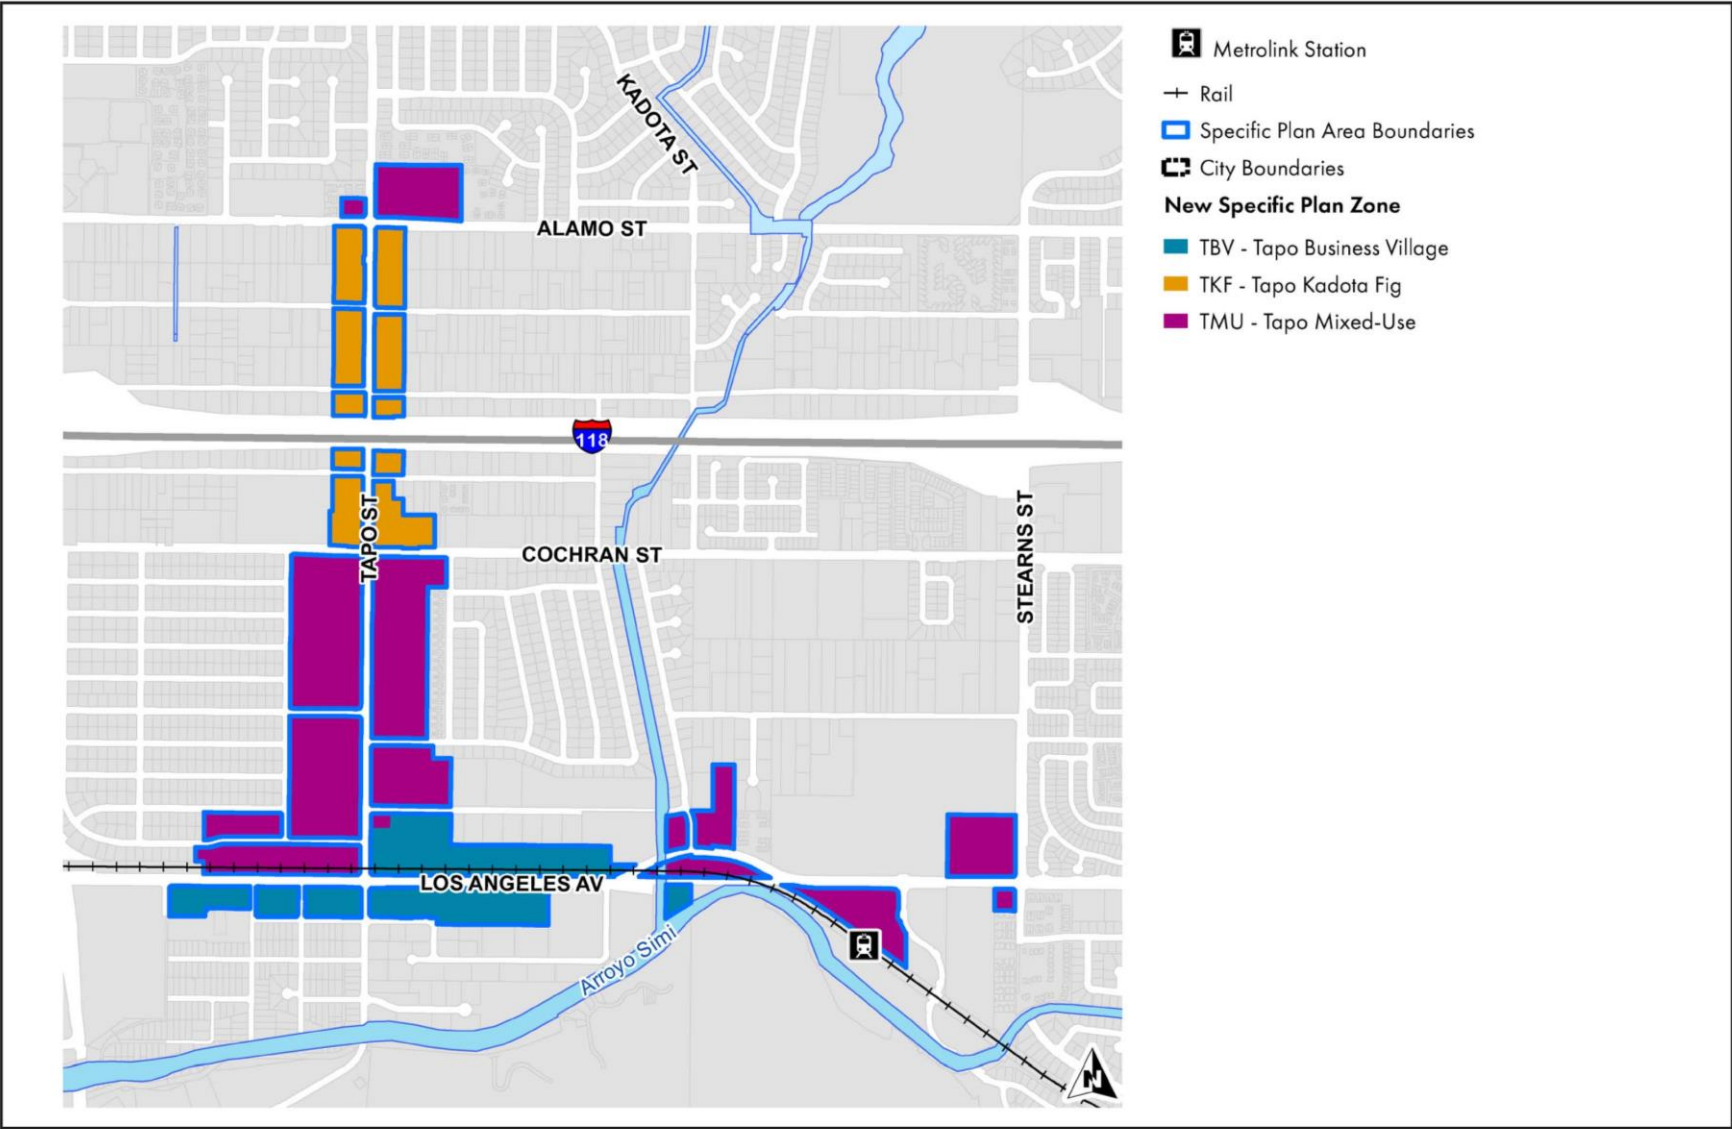 KADOTA ST
ALAMO ST
118
TAPO ST
COCHRAN ST
STEARNS ST
LOS ANGELES AV
Arroyo Simi
N
Metrolink Station
Rail
Specific Plan Area Boundaries
City Boundaries
New Specific Plan Zone
TBV - Tapo Business Village
TKF - Tapo Kadota Fig
TMU - Tapo Mixed-Use